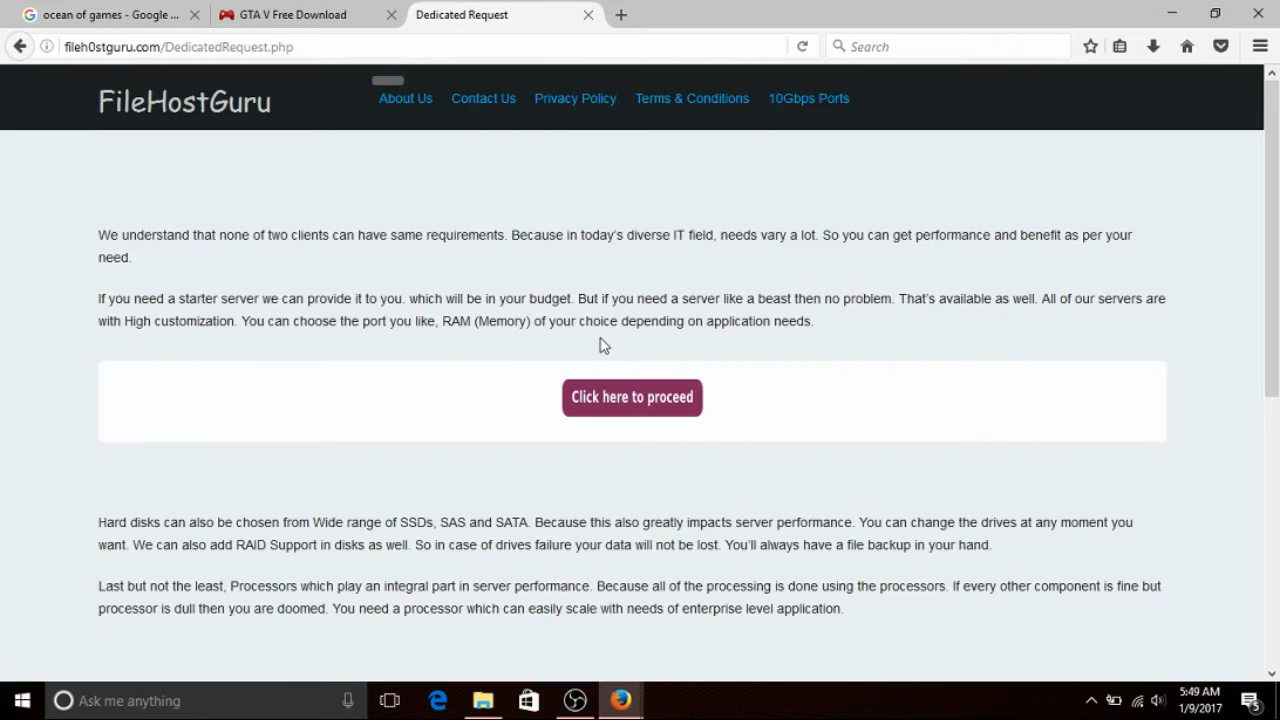 ocean of games - Google ...
GTA V Free Download
Dedicated Request
fileh0stguru.com/DedicatedRequest.php
Search
FileHostGuru
About Us
Contact Us
Privacy Policy
Terms & Conditions
10Gbps Ports
We understand that none of two clients can have same requirements. Because in today's diverse IT field, needs vary a lot. So you can get performance and benefit as per your
need.
If you need a starter server we can provide it to you. which will be in your budget. But if you need a server like a beast then no problem. That's available as well. All of our servers are
with High customization. You can choose the port you like, RAM (Memory) of your choice depending on application needs.
Click here to proceed
Hard disks can also be chosen from Wide range of SSDs, SAS and SATA. Because this also greatly impacts server performance. You can change the drives at any moment you
want. We can also add RAID Support in disks as well. So in case of drives failure your data will not be lost. You'll always have a file backup in your hand.
Last but not the least, Processors which play an integral part in server performance. Because all of the processing is done using the processors. If every other component is fine but
processor is dull then you are doomed. You need a processor which can easily scale with needs of enterprise level application.
Ask me anything
5:49 AM
1/9/2017
5